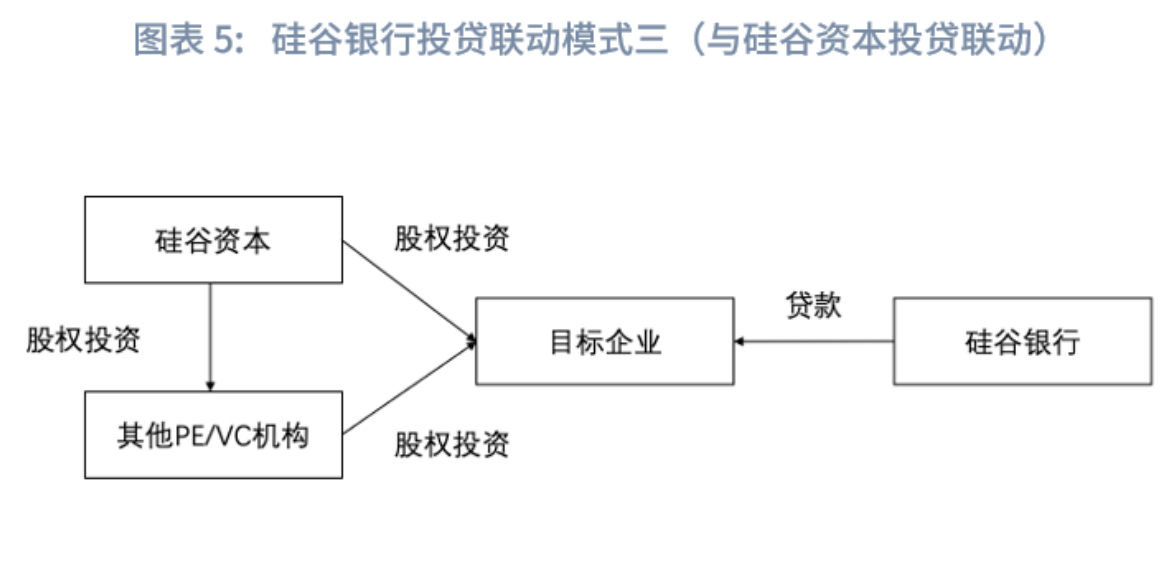 图表 5:  硅谷银行投贷联动模式三（与硅谷资本投贷联动）
硅谷资本
股权投资
股权投资
其他PE/VC机构
股权投资
目标企业
贷款
硅谷银行